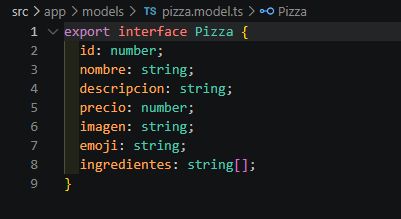 src > app > models > TS pizza.model.ts > Pizza
1 export interface Pizza {
2 id: number;
3 nombre: string;
4 descripcion: string;
5 precio: number;
6 imagen: string;
7 emoji: string;
8 ingredientes: string[];
9 }